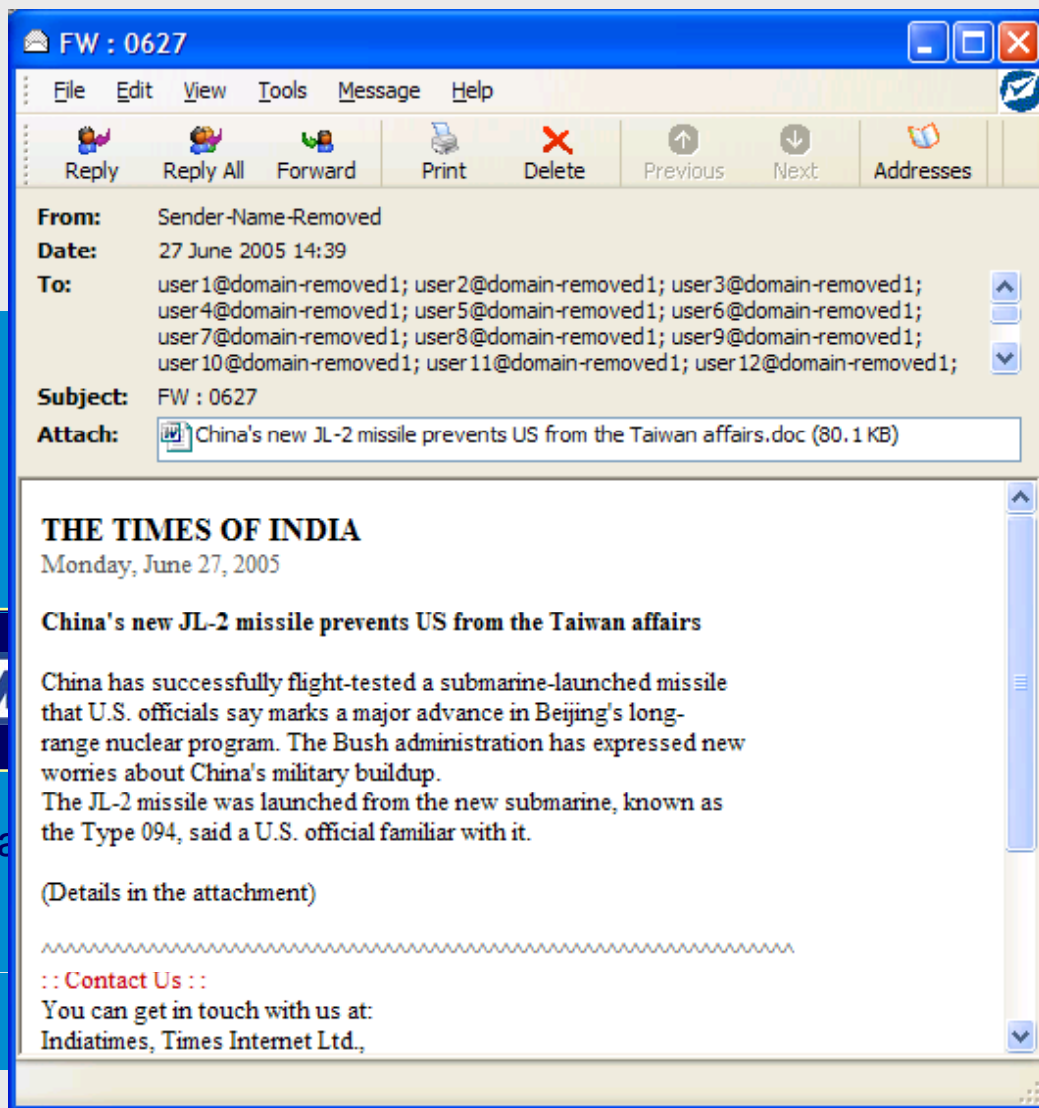 FW : 0627
File Edit View Tools Message Help
Reply Reply All Forward Print Delete Previous Next Addresses
From: Sender-Name-Removed
Date: 27 June 2005 14:39
To: user1@domain-removed1; user2@domain-removed1; user3@domain-removed1;
user4@domain-removed1; user5@domain-removed1; user6@domain-removed1;
user7@domain-removed1; user8@domain-removed1; user9@domain-removed1;
user10@domain-removed1; user11@domain-removed1; user12@domain-removed1;
Subject: FW : 0627
Attach: China's new JL-2 missile prevents US from the Taiwan affairs.doc (80.1 KB)
THE TIMES OF INDIA
Monday, June 27, 2005
China's new JL-2 missile prevents US from the Taiwan affairs
China has successfully flight-tested a submarine-launched missile
that U.S. officials say marks a major advance in Beijing's long-
range nuclear program. The Bush administration has expressed new
worries about China's military buildup.
The JL-2 missile was launched from the new submarine, known as
the Type 094, said a U.S. official familiar with it.
(Details in the attachment)
^^^^^^^^^^^^^^^^^^^^^^^^^^^^^^^^^^^^^^^^^^^^^^^^^^^^^^^^^^^^^^^
: : Contact Us : :
You can get in touch with us at:
Indiatimes, Times Internet Ltd.,